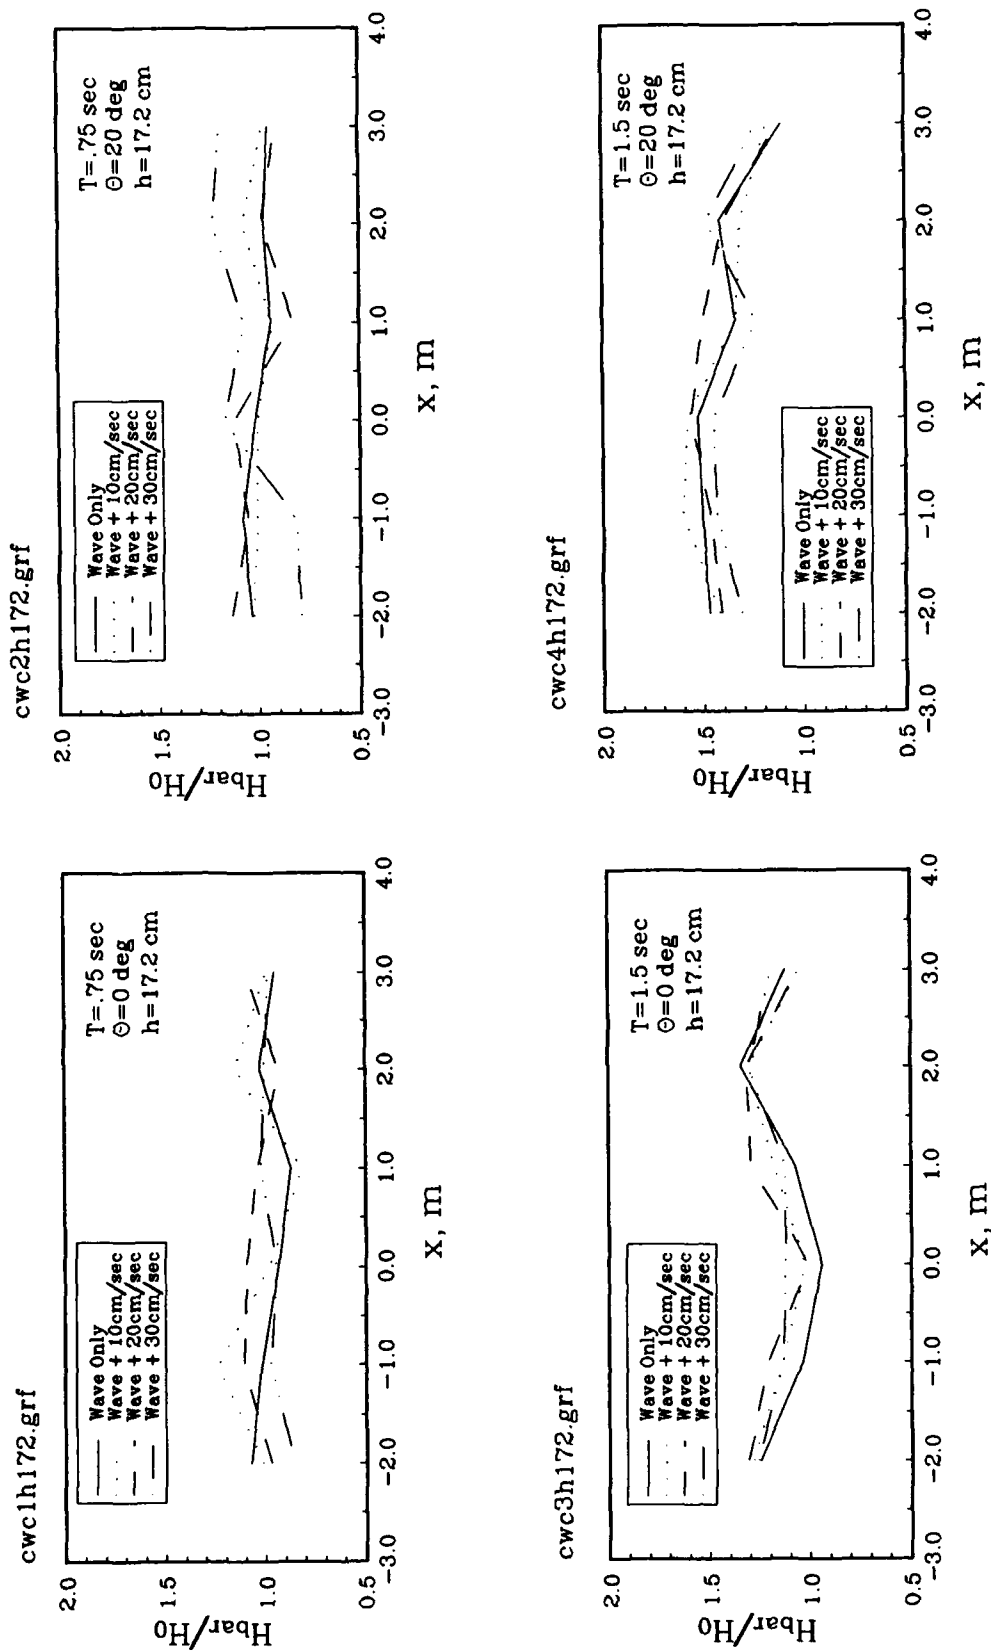 cwc1h172.grf
Wave Only
Wave + 10cm/sec
Wave + 20cm/sec
Wave + 30cm/sec
T=.75 sec
Θ=0 deg
h=17.2 cm
Hbar/Ho
2.0
1.5
1.0
0.5
-3.0 -2.0 -1.0 0.0 1.0 2.0 3.0 4.0
x, m
cwc2h172.grf
Wave Only
Wave + 10cm/sec
Wave + 20cm/sec
Wave + 30cm/sec
T=.75 sec
Θ=20 deg
h=17.2 cm
Hbar/Ho
2.0
1.5
1.0
0.5
-3.0 -2.0 -1.0 0.0 1.0 2.0 3.0 4.0
x, m
cwc3h172.grf
Wave Only
Wave + 10cm/sec
Wave + 20cm/sec
Wave + 30cm/sec
T=1.5 sec
Θ=0 deg
h=17.2 cm
Hbar/Ho
2.0
1.5
1.0
0.5
-3.0 -2.0 -1.0 0.0 1.0 2.0 3.0 4.0
x, m
cwc4h172.grf
Wave Only
Wave + 10cm/sec
Wave + 20cm/sec
Wave + 30cm/sec
T=1.5 sec
Θ=20 deg
h=17.2 cm
Hbar/Ho
2.0
1.5
1.0
0.5
-3.0 -2.0 -1.0 0.0 1.0 2.0 3.0 4.0
x, m